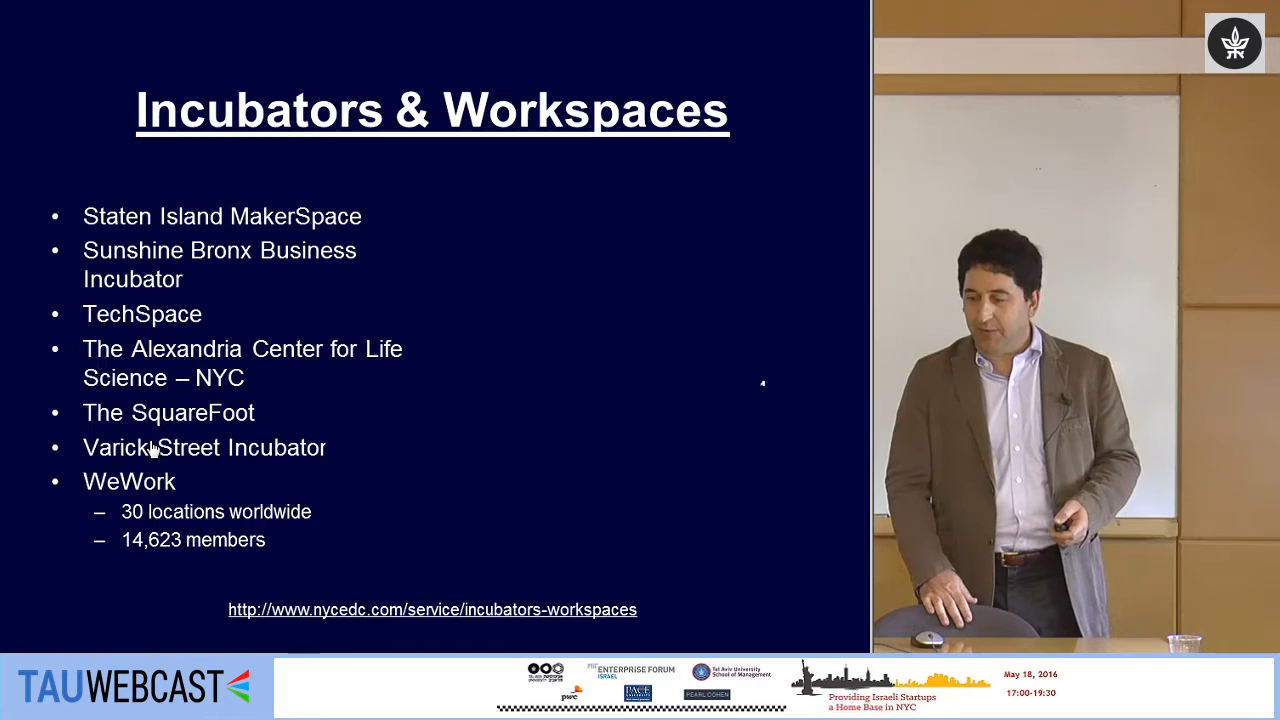 Incubators & Workspaces
• Staten Island MakerSpace
• Sunshine Bronx Business
Incubator
• TechSpace
• The Alexandria Center for Life
Science – NYC
• The SquareFoot
• Varick Street Incubator
• WeWork
– 30 locations worldwide
– 14,623 members
http://www.nycedc.com/service/incubators-workspaces
TAUWEBCAST
ENTERPRISE FORUM
ISRAEL
Tel Aviv University
School of Management
pwc
PACE
PEARL COHEN
Providing Israeli Startups
a Home Base in NYC
May 18, 2016
17:00-19:30